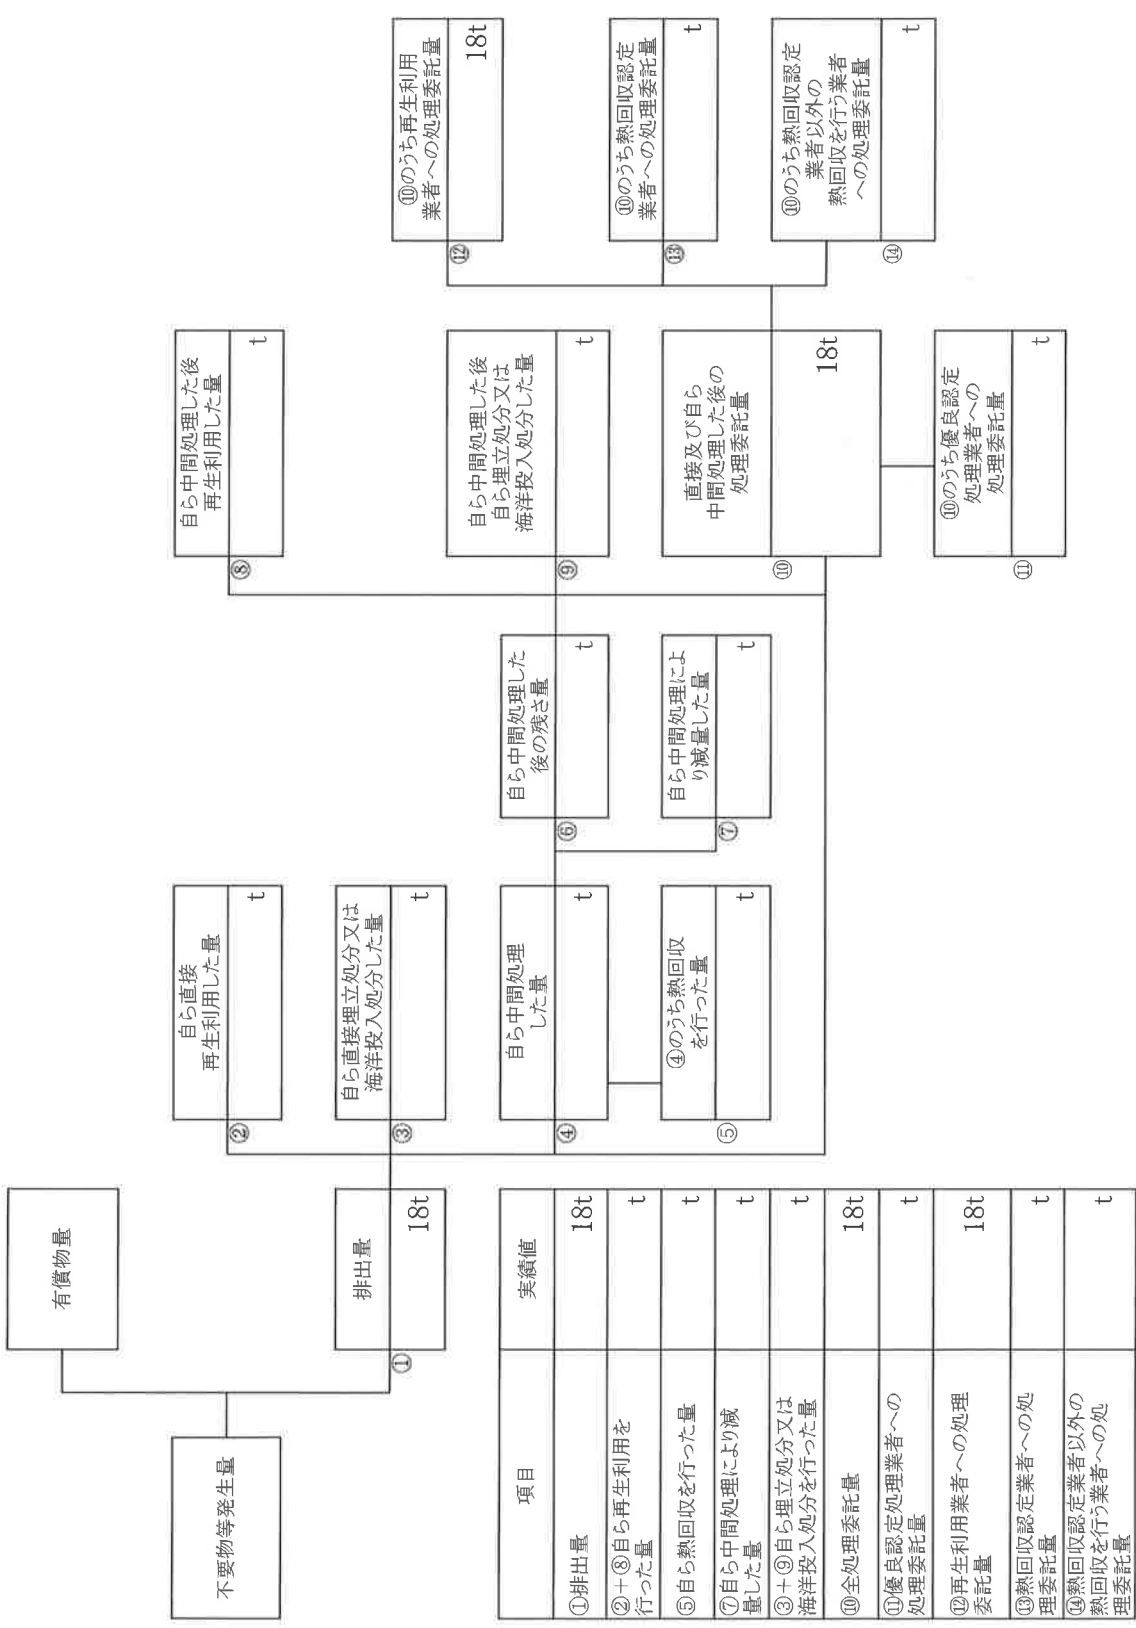 不要物等発生量
有償物量
排出量
①
18t
自ら直接
再生利用した量
②
t
自ら直接埋立処分又は
海洋投入処分した量
③
t
自ら中間処理
した量
④
t
④のうち熱回収
を行った量
⑤
t
自ら中間処理した
後の残さ量
⑥
t
自ら中間処理によ
り減量した量
⑦
t
自ら中間処理した後
再生利用した量
⑧
t
自ら中間処理した後
自ら埋立処分又は
海洋投入処分した量
⑨
t
直接及び自ら
中間処理した後の
処理委託量
⑩
18t
⑩のうち優良認定
処理業者への
処理委託量
⑪
t
⑩のうち再生利用
業者への処理委託量
⑫
18t
⑩のうち熱回収認定
業者への処理委託量
⑬
t
⑩のうち熱回収認定
業者以外の
熱回収を行う業者
への処理委託量
⑭
t
項目 実績値
①排出量 18t
②+⑧自ら再生利用を
行った量 t
⑤自ら熱回収を行った量 t
⑦自ら中間処理により減
量した量 t
③+⑨自ら埋立処分又は
海洋投入処分を行った量 t
⑩全処理委託量 18t
⑪優良認定処理業者への
処理委託量 t
⑫再生利用業者への処理
委託量 18t
⑬熱回収認定業者への処
理委託量 t
⑭熱回収認定業者以外の
熱回収を行う業者への処
理委託量 t